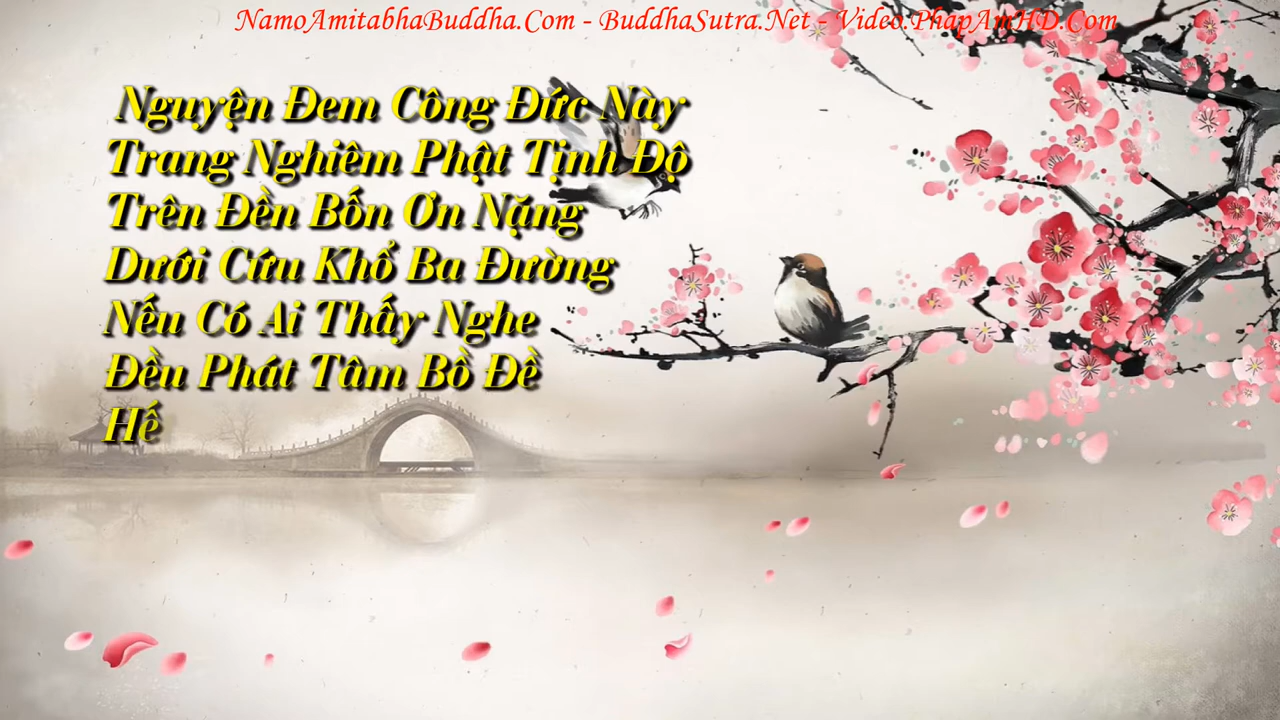 NamoAmitabhaBuddha.Com - BuddhaSutra.Net - Video.PhapAmHD.Com
Nguyện Đem Công Đức Này
Trang Nghiêm Phật Tịnh Độ
Trên Đền Bốn Ơn Nặng
Dưới Cứu Khổ Ba Đường
Nếu Có Ai Thấy Nghe
Đều Phát Tâm Bồ Đề
Hế